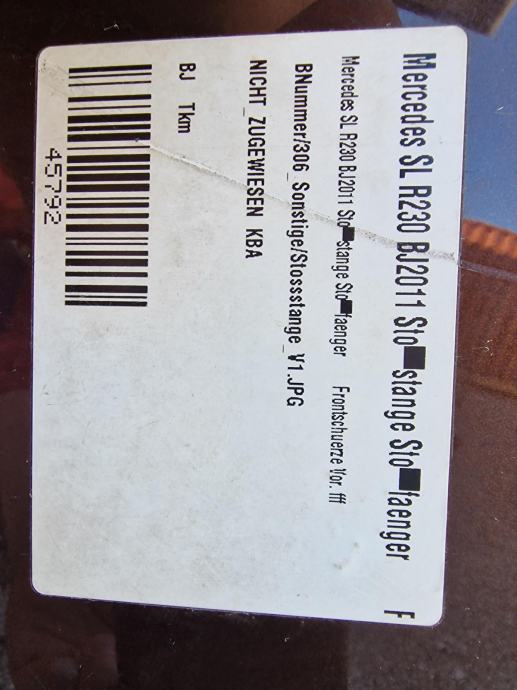 Mercedes SL R230 BJ2011 Sto■stange Sto■faenger F
Mercedes SL R230 BJ2011 Sto■stange Sto■faenger Frontschuerze Vor. fff
BNummer/306_Sonstige/Stossstange_V1.JPG
NICHT_ZUGEWIESEN KBA
BJ Tkm
45792